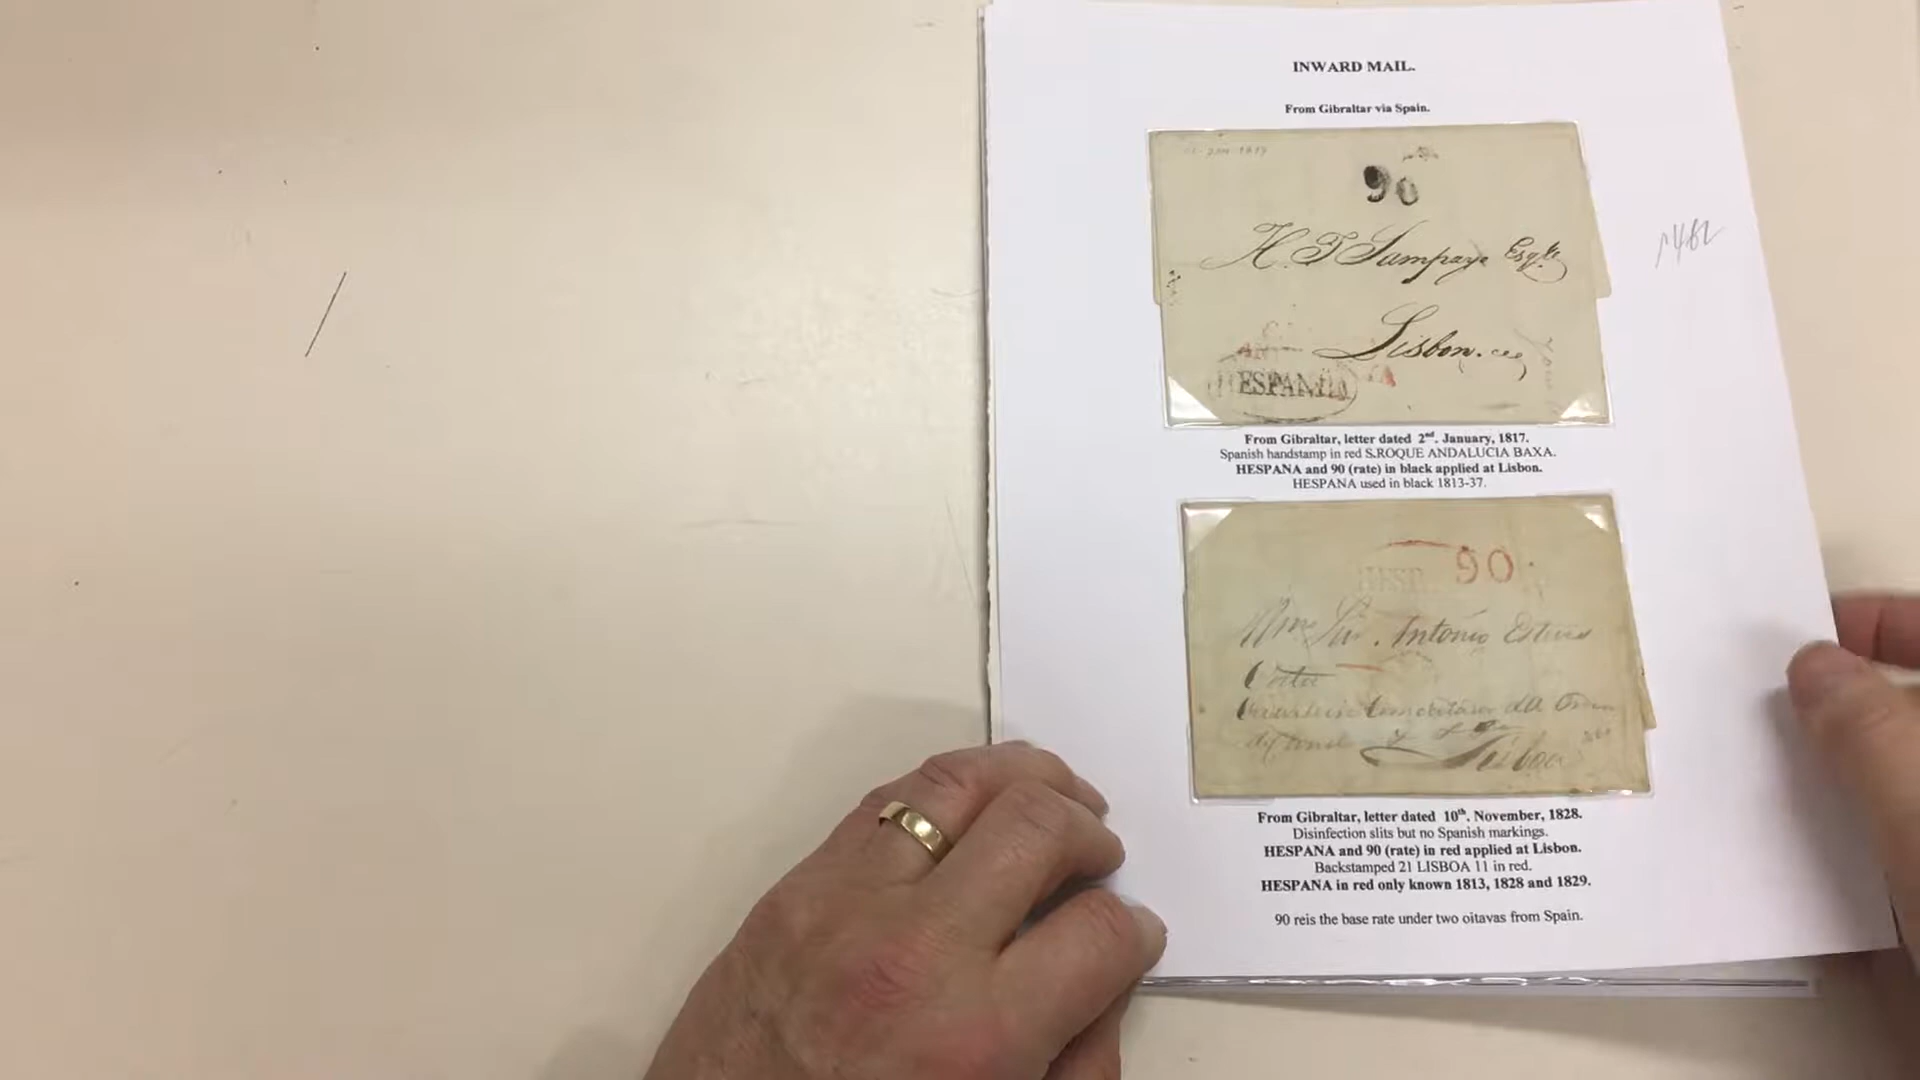 INWARD MAIL.
From Gibraltar via Spain.
90
H. T. Sampayo Esqre
Lisbon.
HESPANHA
From Gibraltar, letter dated 2nd. January, 1817.
Spanish handstamp in red S.ROQUE ANDALUCIA BAXA.
HESPANA and 90 (rate) in black applied at Lisbon.
HESPANA used in black 1813-37.
HESP
90
Antonio
Lisboa
From Gibraltar, letter dated 10th. November, 1828.
Disinfection slits but no Spanish markings.
HESPANA and 90 (rate) in red applied at Lisbon.
Backstamped 21 LISBOA 11 in red.
HESPANA in red only known 1813, 1828 and 1829.
90 reis the base rate under two oitavas from Spain.